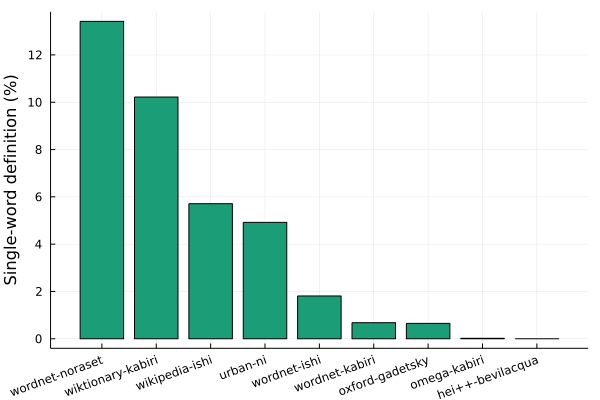 Single-word definition (%)
12
10
8
6
4
2
0
wordnet-noraset
wiktionary-kabiri
wikipedia-ishi
urban-ni
wordnet-ishi
wordnet-kabiri
oxford-gadetsky
omega-kabiri
hei++-bevilacqua